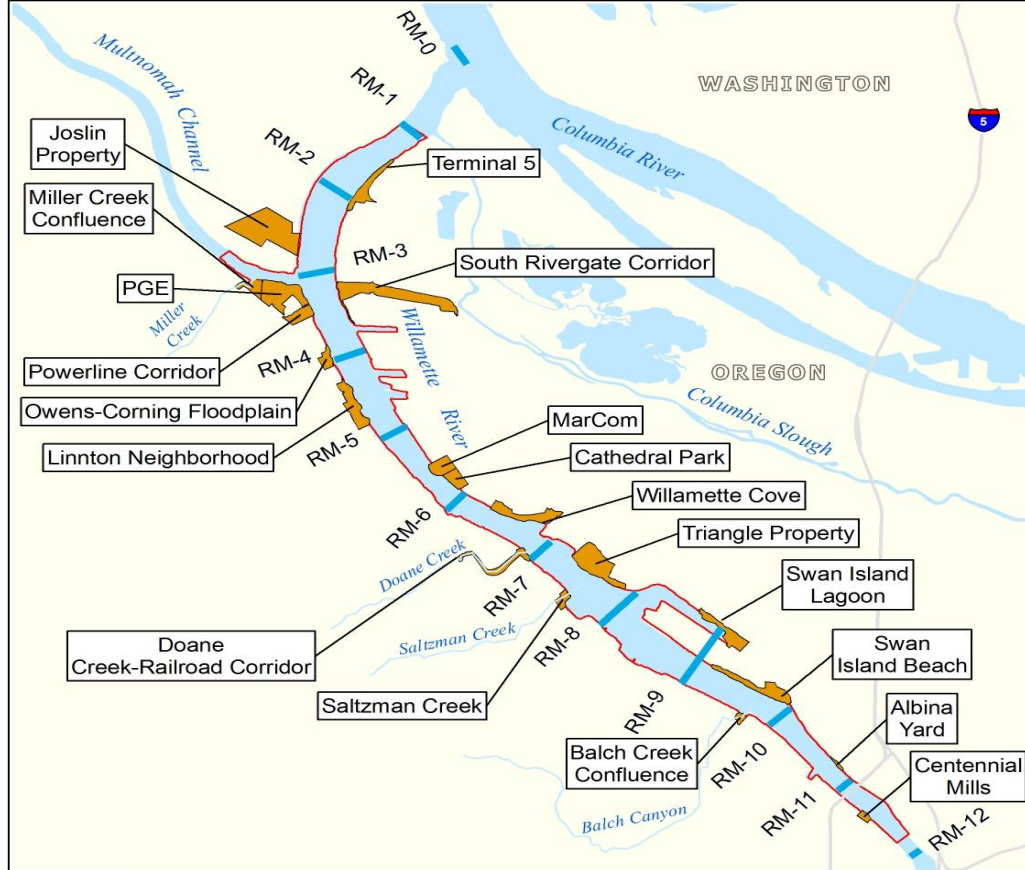 RM-0
WASHINGTON
Multnomah Channel
RM-1
5
Joslin
Property
RM-2
Terminal 5
Columbia River
Miller Creek
Confluence
RM-3
South Rivergate Corridor
PGE
Miller
Creek
Willamette
River
Powerline Corridor
RM-4
OREGON
Owens-Corning Floodplain
Columbia Slough
Linnton Neighborhood
RM-5
MarCom
Cathedral Park
Willamette Cove
RM-6
Triangle Property
Doane Creek
RM-7
Swan Island
Lagoon
Doane
Creek-Railroad Corridor
Saltzman Creek
RM-8
Swan
Island Beach
Saltzman Creek
RM-9
Albina
Yard
Balch Creek
Confluence
RM-10
Centennial
Mills
RM-11
Balch Canyon
RM-12